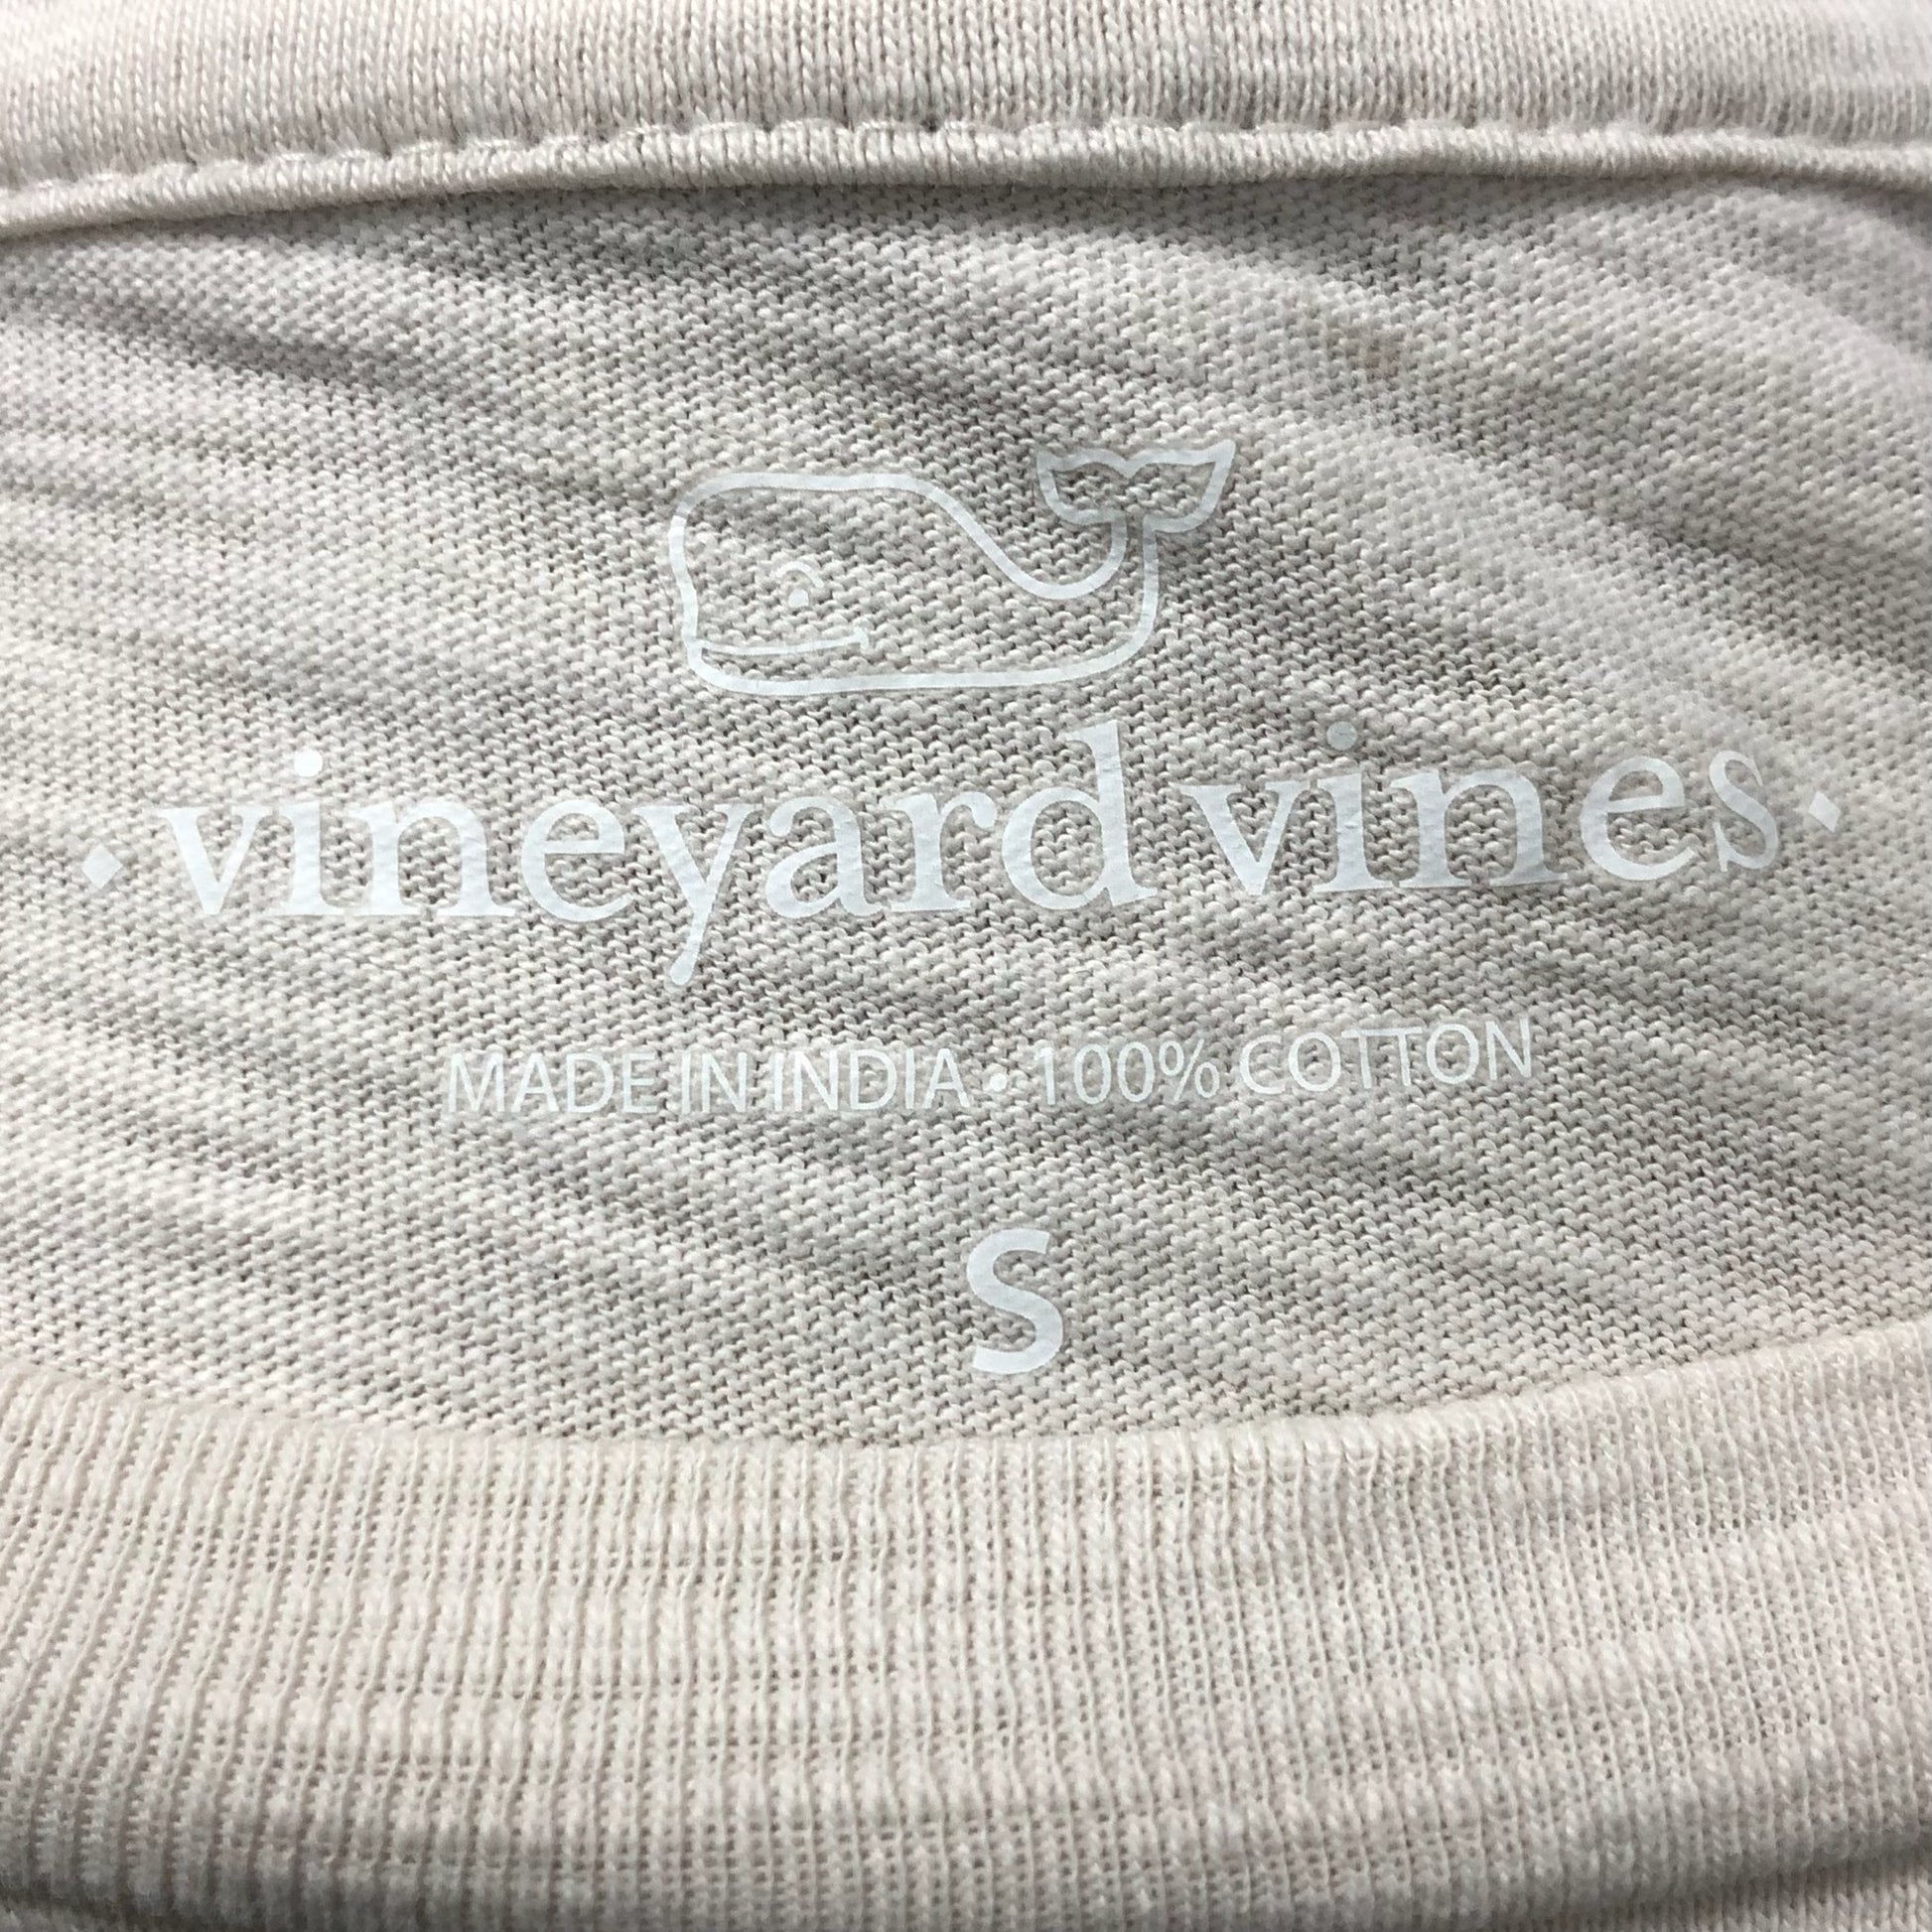 vineyard vines
MADE IN INDIA • 100% COTTON
S